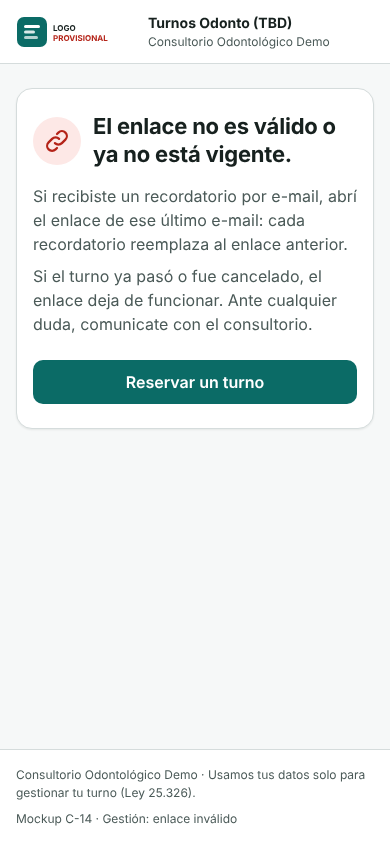 LOGO
PROVISIONAL
Turnos Odonto (TBD)
Consultorio Odontológico Demo
El enlace no es válido o
ya no está vigente.
Si recibiste un recordatorio por e-mail, abrí
el enlace de ese último e-mail: cada
recordatorio reemplaza al enlace anterior.
Si el turno ya pasó o fue cancelado, el
enlace deja de funcionar. Ante cualquier
duda, comunicate con el consultorio.
Reservar un turno
Consultorio Odontológico Demo · Usamos tus datos solo para
gestionar tu turno (Ley 25.326).
Mockup C-14 · Gestión: enlace inválido